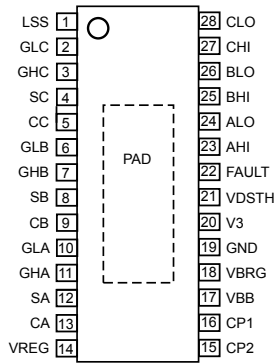 LSS 1 28 CLO
GLC 2 27 CHI
GHC 3 26 BLO
SC 4 25 BHI
CC 5 24 ALO
GLB 6 23 AHI
PAD
GHB 7 22 FAULT
SB 8 21 VDSTH
CB 9 20 V3
GLA 10 19 GND
GHA 11 18 VBRG
SA 12 17 VBB
CA 13 16 CP1
VREG 14 15 CP2